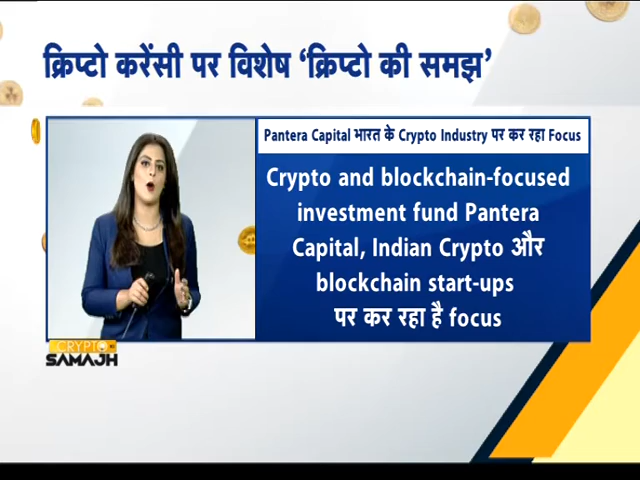 क्रिप्टो करेंसी पर विशेष ‘क्रिप्टो की समझ’
Pantera Capital भारत के Crypto Industry पर कर रहा Focus
Crypto and blockchain-focused
investment fund Pantera
Capital, Indian Crypto और
blockchain start-ups
पर कर रहा है focus
CRYPTO
SAMAJH